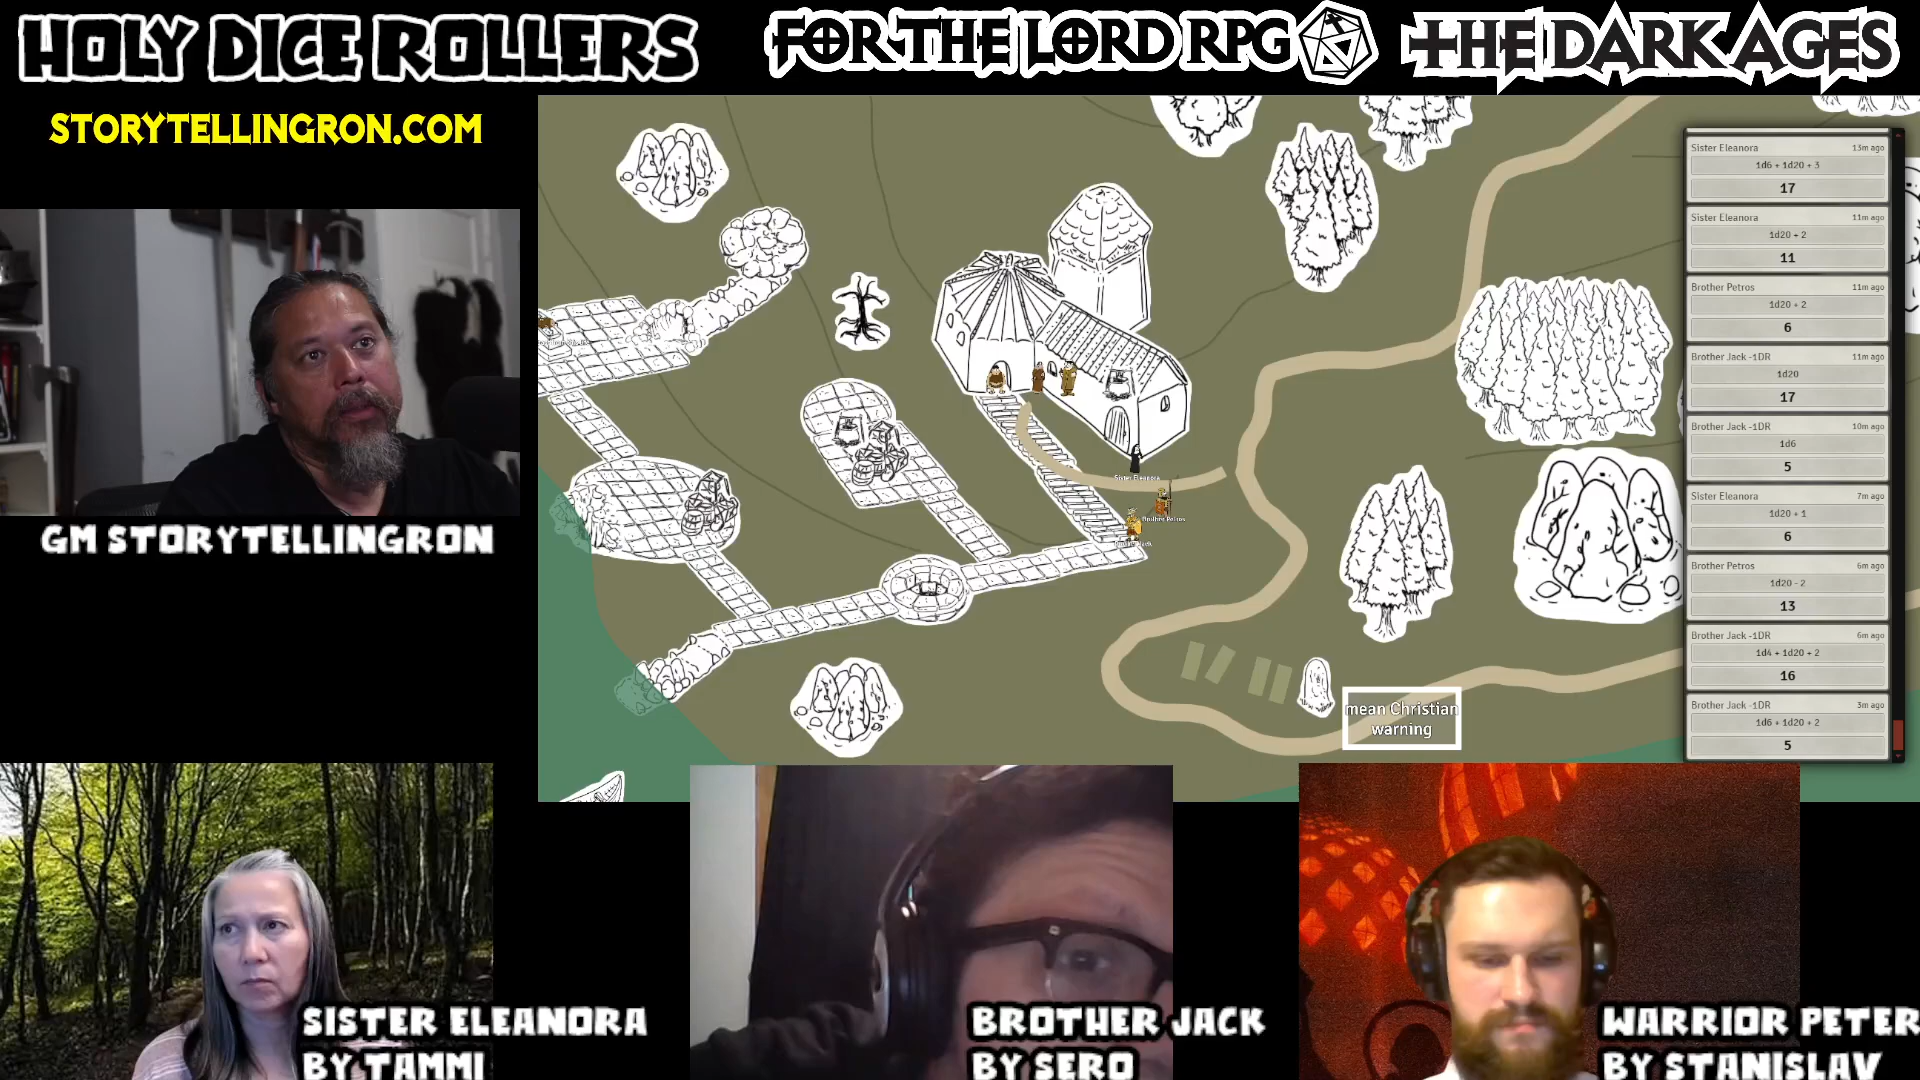 HOLY DICE ROLLERS
FOR THE LORD RPG
THE DARK AGES
STORYTELLINGRON.COM
GM STORYTELLINGRON
Sister Eleanora 13m ago
1d6 + 1d20 + 3
17
Sister Eleanora 11m ago
1d20 + 2
11
Brother Petros 11m ago
1d20 + 2
6
Brother Jack -1DR 11m ago
1d20
17
Brother Jack -1DR 10m ago
1d6
5
Sister Eleanora 7m ago
1d20 + 1
6
Brother Petros 6m ago
1d20 - 2
13
Brother Jack -1DR 6m ago
1d4 + 1d20 + 2
16
Brother Jack -1DR 3m ago
1d6 + 1d20 + 2
5
Sister Eleanora
Brother Petros
mean Christian
warning
SISTER ELEANORA
BY TAMMI
BROTHER JACK
BY SERO
WARRIOR PETER
BY STANISLAV